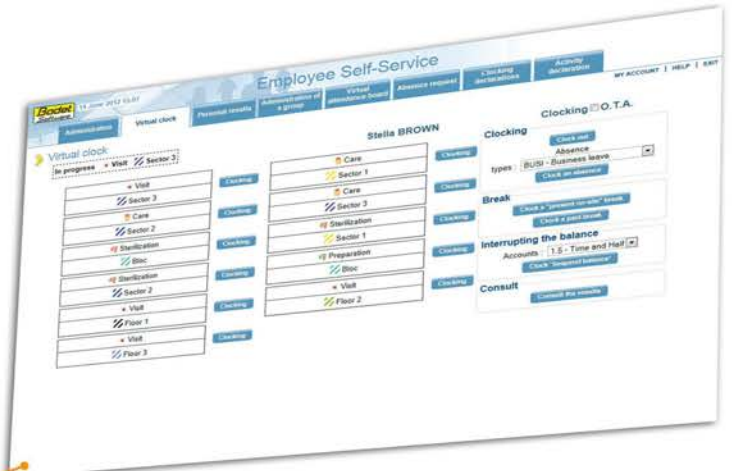 Employee Self-Service
Bodet
Software
15 June 2012 15:07
MY ACCOUNT | HELP | EXIT
Administration
Virtual clock
Personal results
Administration of
a group
Virtual
attendance board
Absence request
Clocking
declarations
Activity
declaration
Virtual clock
Stella BROWN
Clocking O.T.A.
In progress Visit Sector 3
Visit
Sector 3
Clocking
Care
Sector 2
Clocking
Sterilization
Bloc
Clocking
Sterilization
Sector 2
Clocking
Visit
Floor 1
Clocking
Visit
Floor 3
Clocking
Care
Sector 1
Clocking
Care
Sector 3
Clocking
Sterilization
Sector 1
Clocking
Preparation
Bloc
Clocking
Visit
Floor 2
Clocking
Clocking
Clock out
Absence
types : BUSI - Business leave
Clock an absence
Break
Clock a "present on-site" break
Clock a paid break
Interrupting the balance
Accounts : 1.5 - Time and Half
Clock "Suspend balance"
Consult
Consult the results